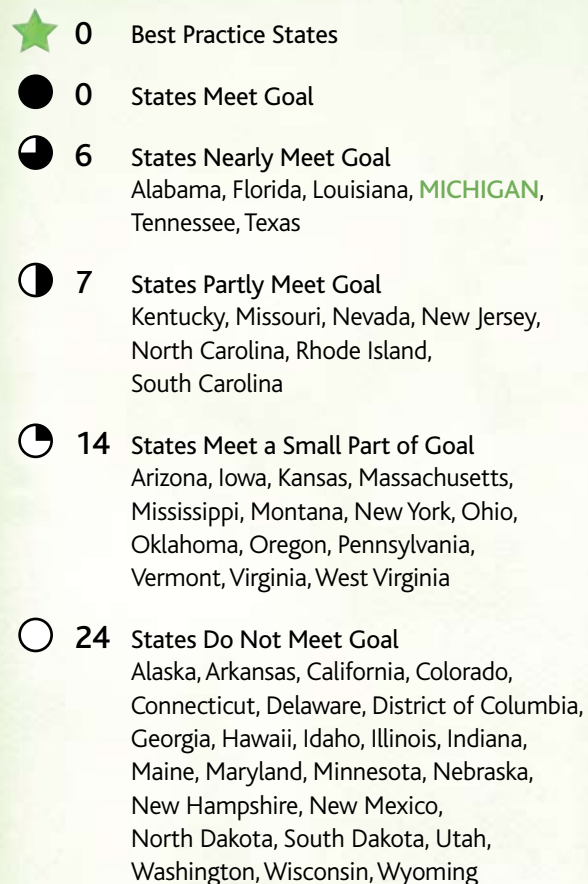 0 Best Practice States
0 States Meet Goal
6 States Nearly Meet Goal
Alabama, Florida, Louisiana, MICHIGAN,
Tennessee, Texas
7 States Partly Meet Goal
Kentucky, Missouri, Nevada, New Jersey,
North Carolina, Rhode Island,
South Carolina
14 States Meet a Small Part of Goal
Arizona, Iowa, Kansas, Massachusetts,
Mississippi, Montana, New York, Ohio,
Oklahoma, Oregon, Pennsylvania,
Vermont, Virginia, West Virginia
24 States Do Not Meet Goal
Alaska, Arkansas, California, Colorado,
Connecticut, Delaware, District of Columbia,
Georgia, Hawaii, Idaho, Illinois, Indiana,
Maine, Maryland, Minnesota, Nebraska,
New Hampshire, New Mexico,
North Dakota, South Dakota, Utah,
Washington, Wisconsin, Wyoming